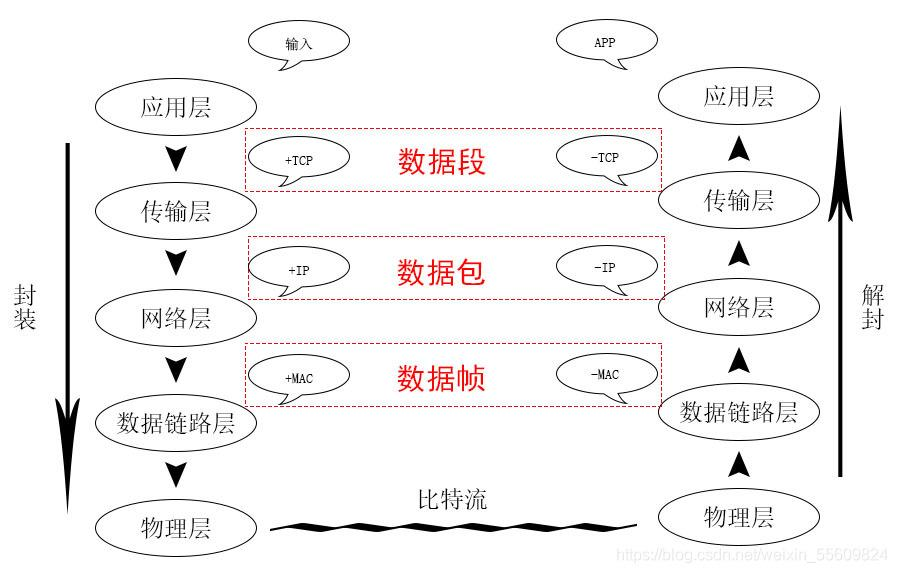 输入
APP
应用层
应用层
+TCP
数据段
-TCP
传输层
传输层
+IP
数据包
-IP
封装
解封
网络层
网络层
+MAC
数据帧
-MAC
数据链路层
数据链路层
比特流
物理层
物理层
https://blog.csdn.net/weixin_55609824